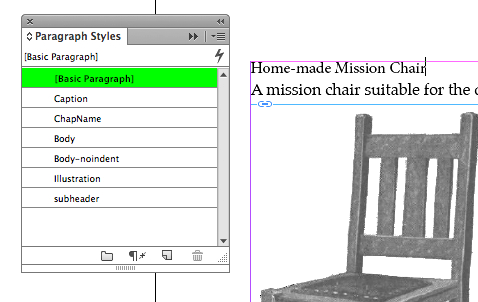 Paragraph Styles
[Basic Paragraph]
[Basic Paragraph]
Caption
ChapName
Body
Body-noindent
Illustration
subheader
Home-made Mission Chair
A mission chair suitable for the